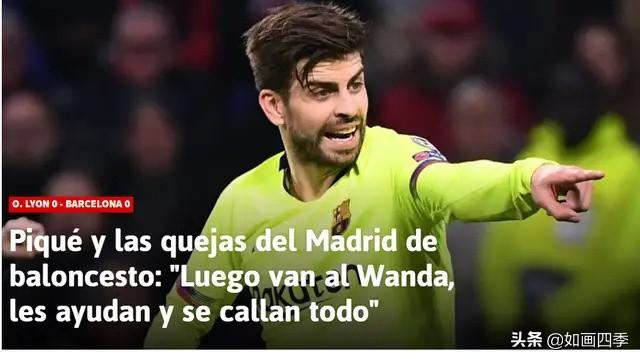 O. LYON 0 - BARCELONA 0
Piqué y las quejas del Madrid de
baloncesto: "Luego van al Wanda,
les ayudan y se callan todo"
头条 @如画四季